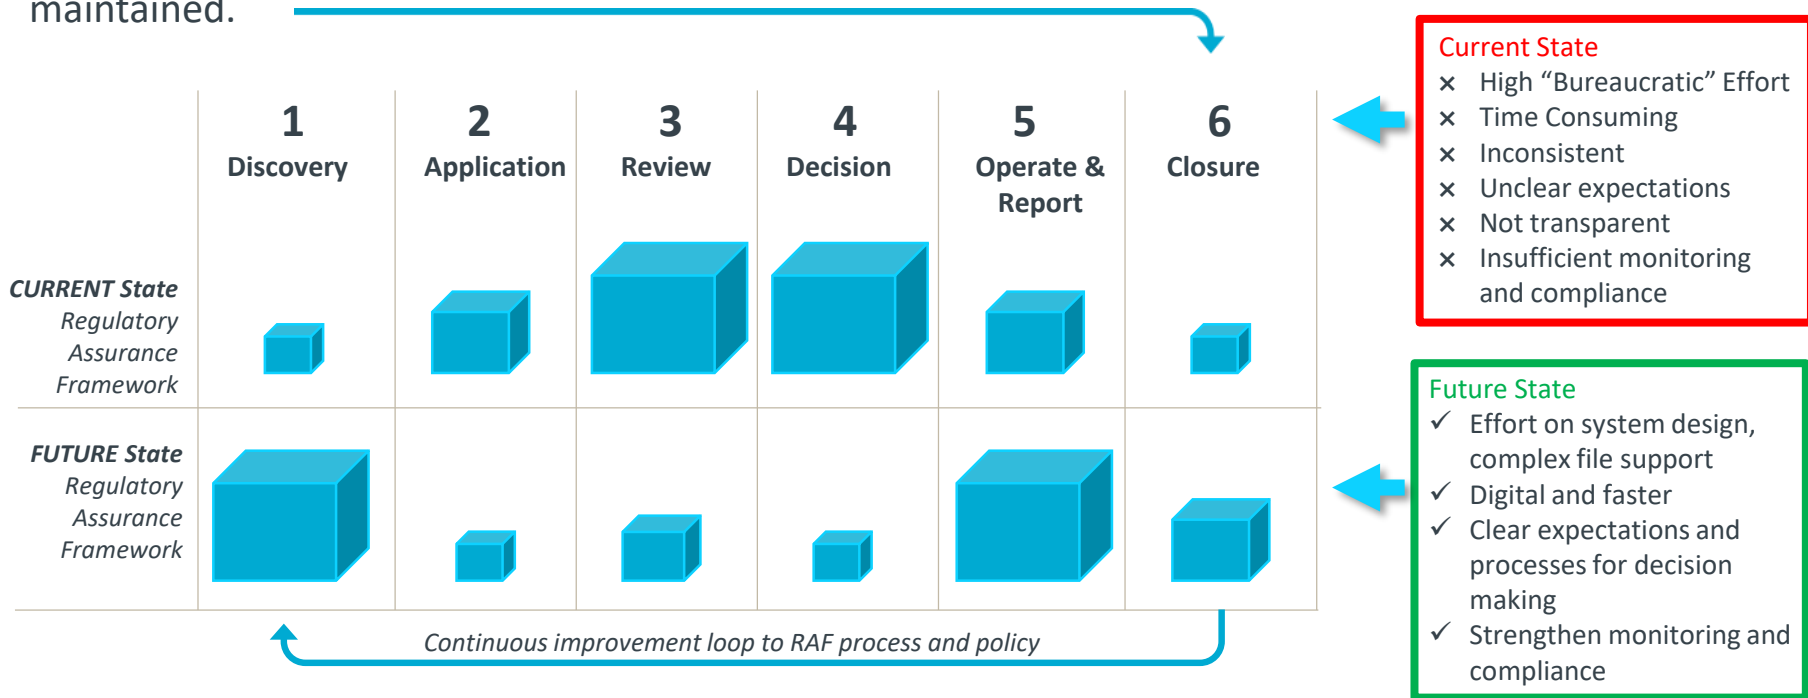 maintained.
1
Discovery
2
Application
3
Review
4
Decision
5
Operate &
Report
6
Closure
CURRENT State
Regulatory
Assurance
Framework
FUTURE State
Regulatory
Assurance
Framework
Continuous improvement loop to RAF process and policy
Current State
× High “Bureaucratic” Effort
× Time Consuming
× Inconsistent
× Unclear expectations
× Not transparent
× Insufficient monitoring
and compliance
Future State
✓ Effort on system design,
complex file support
✓ Digital and faster
✓ Clear expectations and
processes for decision
making
✓ Strengthen monitoring and
compliance